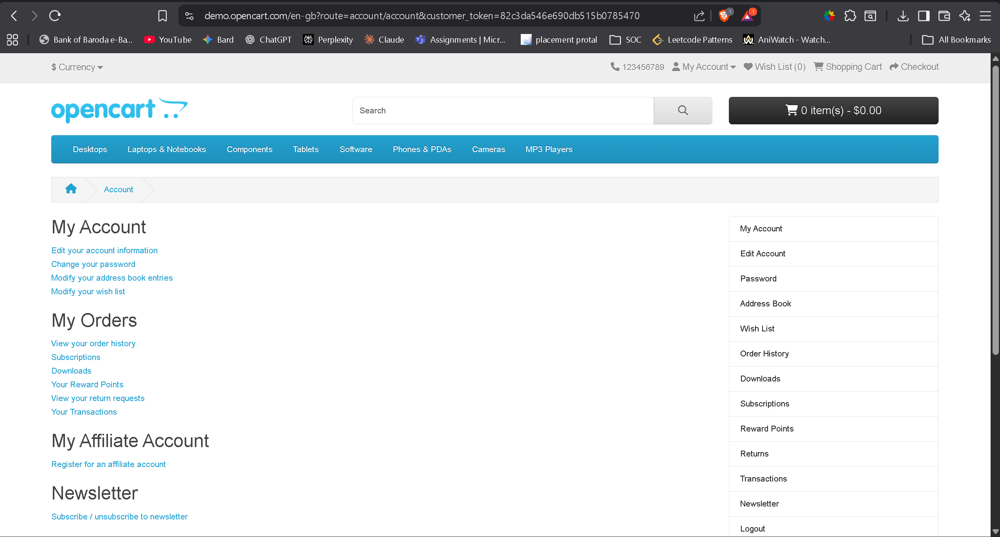 demo.opencart.com/en-gb?route=account/account&customer_token=82c3da546e690db515b0785470
1
1
Bank of Baroda e-Ba...
YouTube
Bard
ChatGPT
Perplexity
Claude
Assignments | Micr...
placement protal
SOC
Leetcode Patterns
AniWatch - Watch...
All Bookmarks
$ Currency
123456789
My Account
Wish List (0)
Shopping Cart
Checkout
opencart
Search
0 item(s) - $0.00
Desktops
Laptops & Notebooks
Components
Tablets
Software
Phones & PDAs
Cameras
MP3 Players
Account
My Account
Edit your account information
Change your password
Modify your address book entries
Modify your wish list
My Orders
View your order history
Subscriptions
Downloads
Your Reward Points
View your return requests
Your Transactions
My Affiliate Account
Register for an affiliate account
Newsletter
Subscribe / unsubscribe to newsletter
My Account
Edit Account
Password
Address Book
Wish List
Order History
Downloads
Subscriptions
Reward Points
Returns
Transactions
Newsletter
Logout